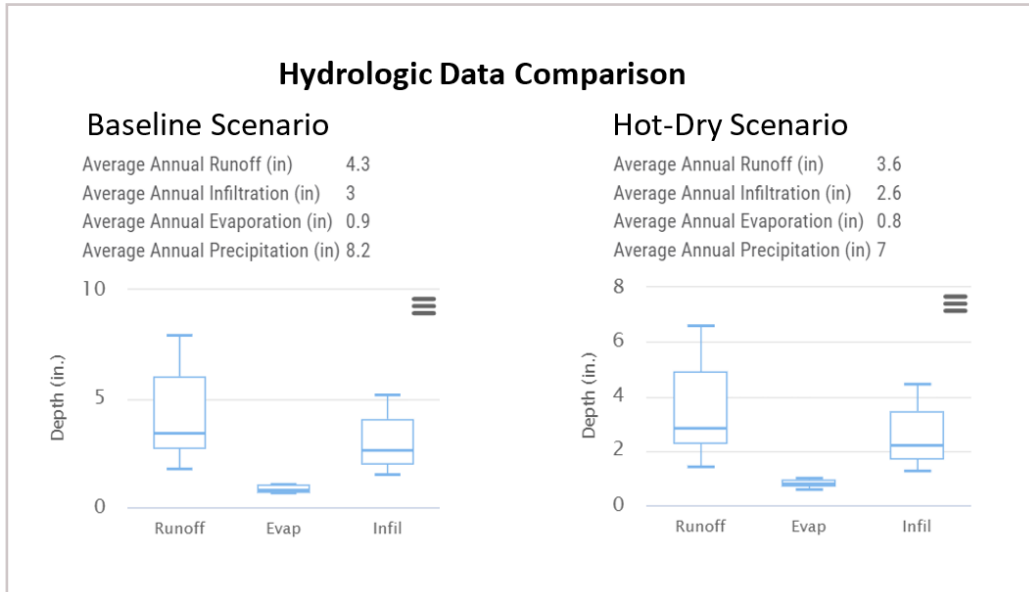 Hydrologic Data Comparison
Baseline Scenario
Average Annual Runoff (in) 4.3
Average Annual Infiltration (in) 3
Average Annual Evaporation (in) 0.9
Average Annual Precipitation (in) 8.2
10
5
0
Depth (in.)
Runoff Evap Infil
Hot-Dry Scenario
Average Annual Runoff (in) 3.6
Average Annual Infiltration (in) 2.6
Average Annual Evaporation (in) 0.8
Average Annual Precipitation (in) 7
8
6
4
2
0
Depth (in.)
Runoff Evap Infil